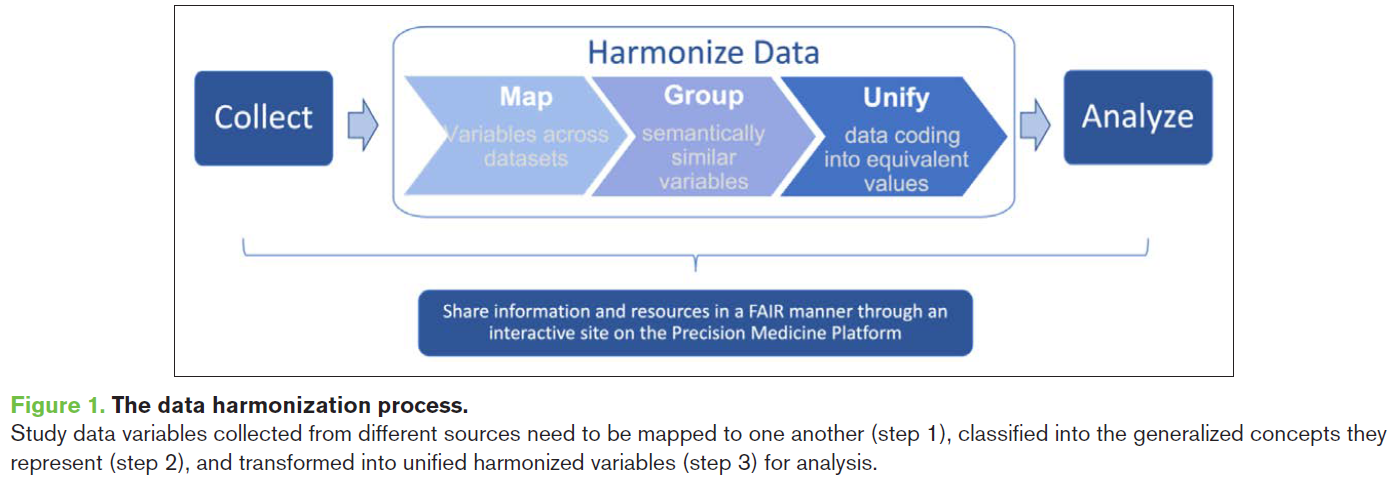 Harmonize Data
Collect
Map
Variables across
datasets
Group
semantically
similar
variables
Unify
data coding
into equivalent
values
Analyze
Share information and resources in a FAIR manner through an
interactive site on the Precision Medicine Platform
Figure 1. The data harmonization process.
Study data variables collected from different sources need to be mapped to one another (step 1), classified into the generalized concepts they
represent (step 2), and transformed into unified harmonized variables (step 3) for analysis.